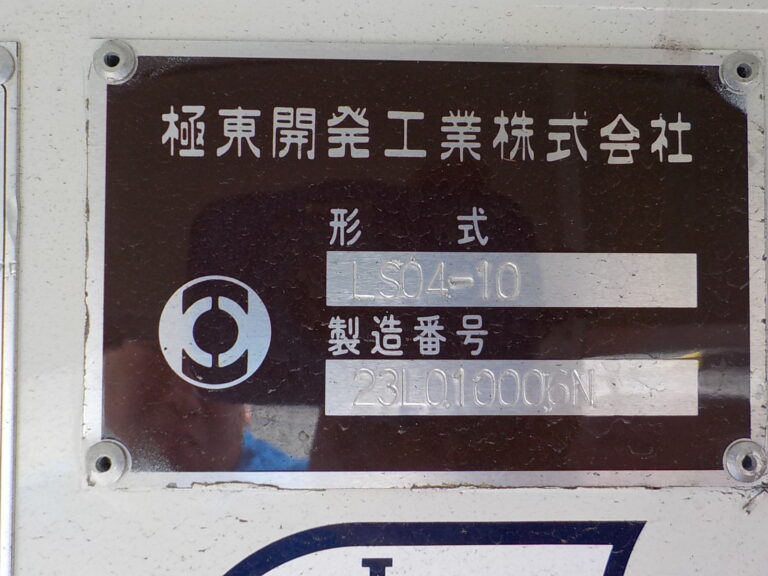 極東開発工業株式会社
形 式
LS04-10
製造番号
23L010006N